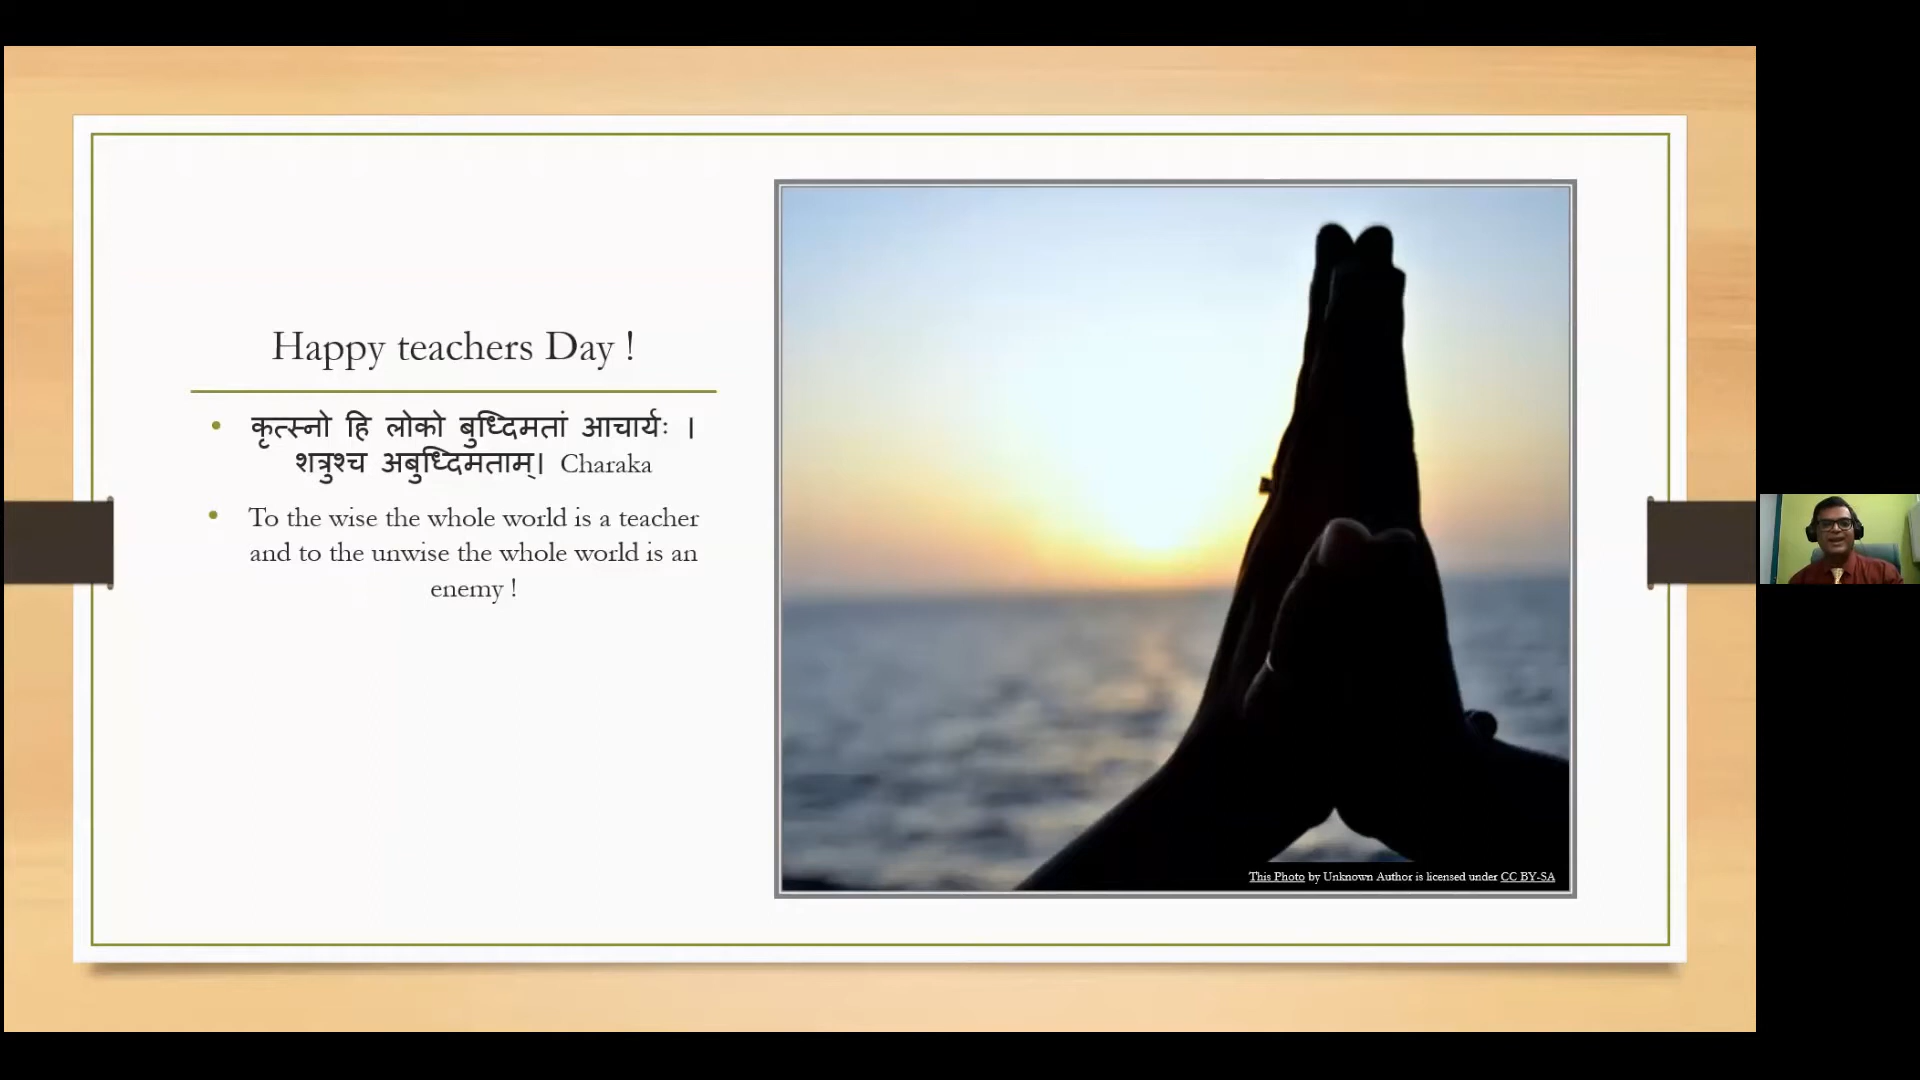 Happy teachers Day !
कृत्स्नो हि लोको बुध्दिमतां आचार्यः ।
शत्रुश्च अबुध्दिमताम्। Charaka
To the wise the whole world is a teacher
and to the unwise the whole world is an
enemy !
This Photo by Unknown Author is licensed under CC BY-SA